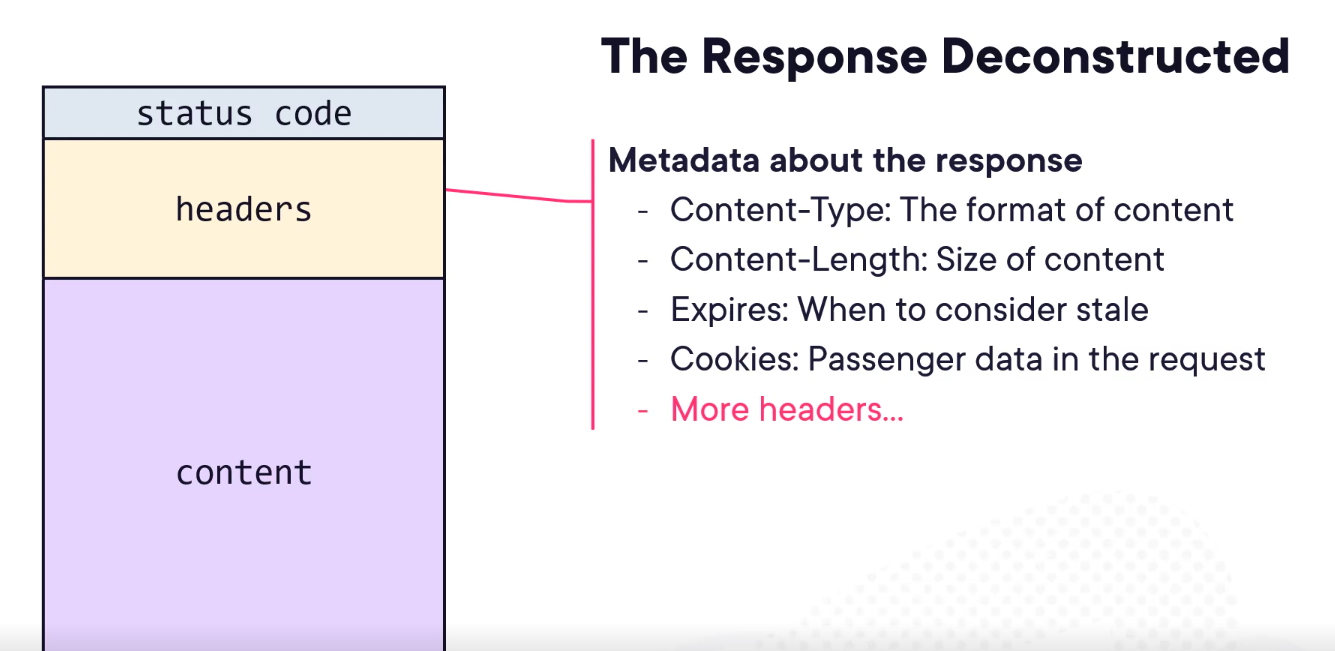 The Response Deconstructed
status code
headers
content
Metadata about the response
- Content-Type: The format of content
- Content-Length: Size of content
- Expires: When to consider stale
- Cookies: Passenger data in the request
- More headers...